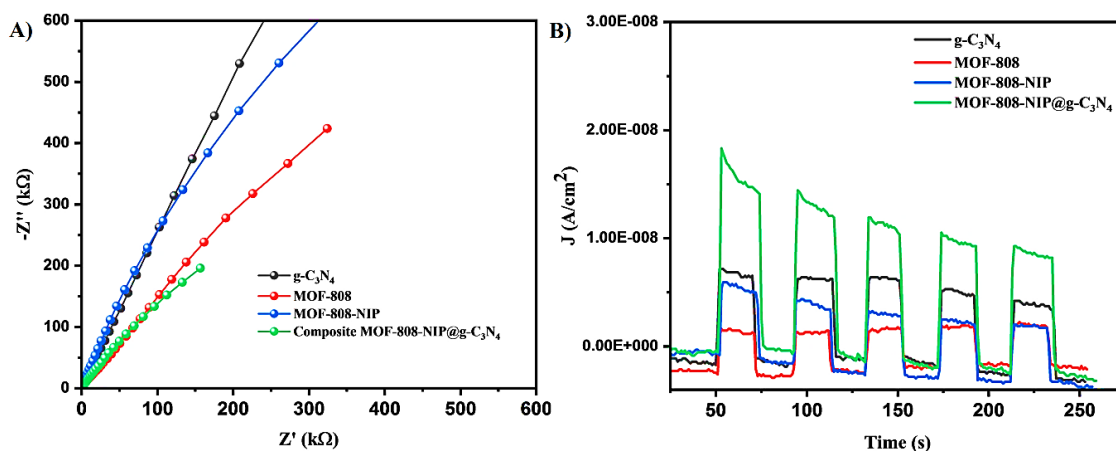 A)
600
500
400
300
200
100
0
-Z'' (kΩ)
g-C₃N₄
MOF-808
MOF-808-NIP
Composite MOF-808-NIP@g-C₃N₄
0 100 200 300 400 500 600
Z' (kΩ)
B)
3.00E-008
2.00E-008
1.00E-008
0.00E+000
J (A/cm²)
g-C₃N₄
MOF-808
MOF-808-NIP
MOF-808-NIP@g-C₃N₄
50 100 150 200 250
Time (s)